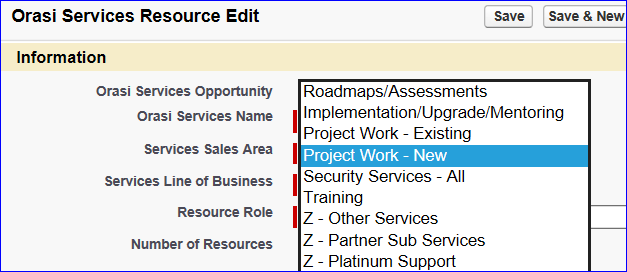 Orasi Services Resource Edit
Save
Save & New
Information
Orasi Services Opportunity
Orasi Services Name
Services Sales Area
Services Line of Business
Resource Role
Number of Resources
Roadmaps/Assessments
Implementation/Upgrade/Mentoring
Project Work - Existing
Project Work - New
Security Services - All
Training
Z - Other Services
Z - Partner Sub Services
Z - Platinum Support